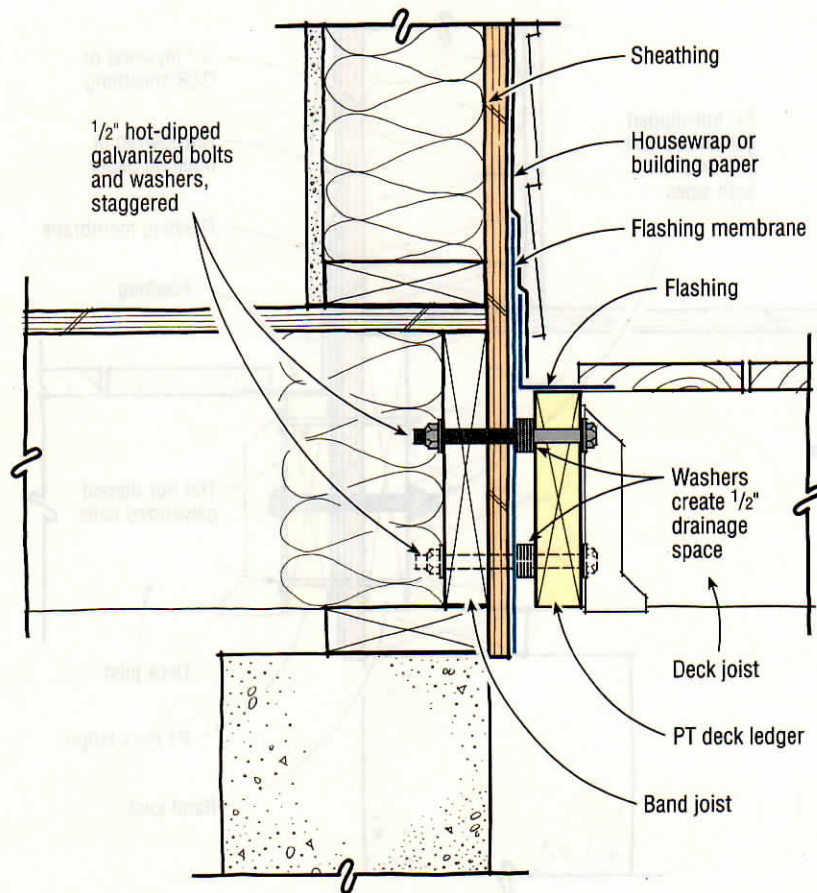 Sheathing
1/2" hot-dipped
galvanized bolts
and washers,
staggered
Housewrap or
building paper
Flashing membrane
Flashing
Washers
create 1/2"
drainage
space
Deck joist
PT deck ledger
Band joist